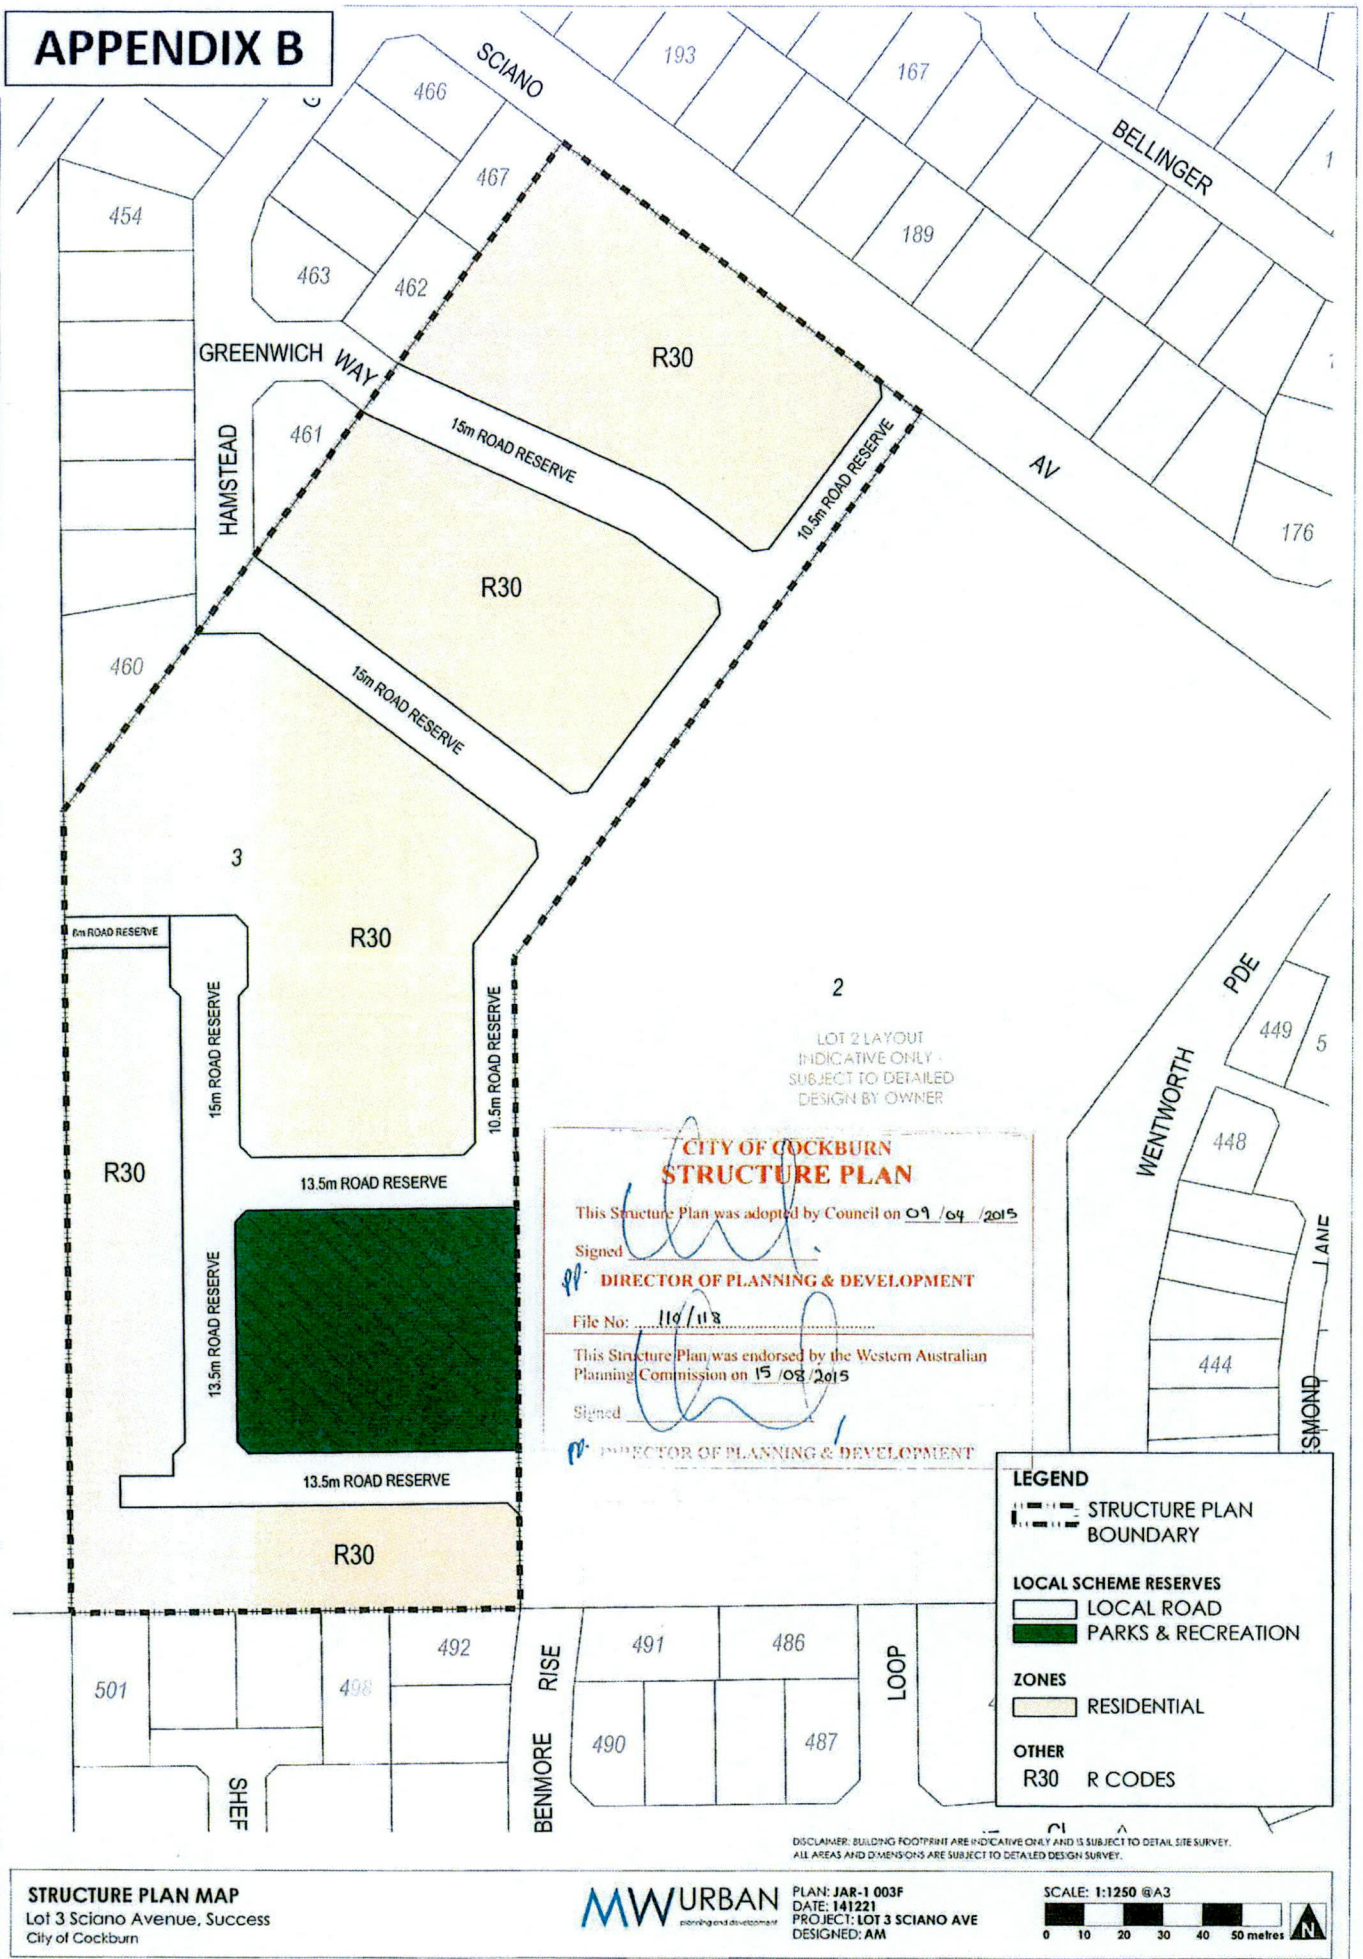 APPENDIX B
SCIANO
193
167
466
BELLINGER
467
454
189
463
462
GREENWICH WAY
R30
461
15m ROAD RESERVE
HAMSTEAD
10.5m ROAD RESERVE
AV
176
R30
460
15m ROAD RESERVE
3
6m ROAD RESERVE
R30
2
PDE
LOT 2 LAYOUT
INDICATIVE ONLY -
SUBJECT TO DETAILED
DESIGN BY OWNER
449
5
15m ROAD RESERVE
10.5m ROAD RESERVE
WENTWORTH
448
R30
13.5m ROAD RESERVE
CITY OF COCKBURN
STRUCTURE PLAN
This Structure Plan was adopted by Council on 09 /04 /2015
Signed
pp. DIRECTOR OF PLANNING & DEVELOPMENT
File No: 110/118
This Structure Plan was endorsed by the Western Australian
Planning Commission on 15 /08/2015
Signed
pp. DIRECTOR OF PLANNING & DEVELOPMENT
LANE
13.5m ROAD RESERVE
444
ESMOND
13.5m ROAD RESERVE
R30
LEGEND
STRUCTURE PLAN
BOUNDARY
LOCAL SCHEME RESERVES
LOCAL ROAD
PARKS & RECREATION
ZONES
RESIDENTIAL
OTHER
R30 R CODES
492
491
486
501
498
RISE
LOOP
490
487
BENMORE
SHEF
DISCLAIMER: BUILDING FOOTPRINT ARE INDICATIVE ONLY AND IS SUBJECT TO DETAIL SITE SURVEY.
ALL AREAS AND DIMENSIONS ARE SUBJECT TO DETAILED DESIGN SURVEY.
STRUCTURE PLAN MAP
Lot 3 Sciano Avenue, Success
City of Cockburn
MW URBAN
planning and development
PLAN: JAR-1 003F
DATE: 141221
PROJECT: LOT 3 SCIANO AVE
DESIGNED: AM
SCALE: 1:1250 @A3
0 10 20 30 40 50 metres
N